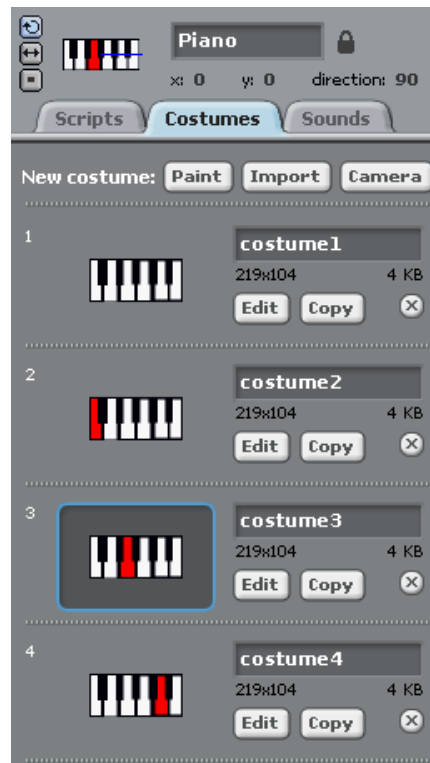 Piano
x: 0 y: 0 direction: 90
Scripts Costumes Sounds
New costume: Paint Import Camera
1
costume1
219x104 4 KB
Edit Copy
2
costume2
219x104 4 KB
Edit Copy
3
costume3
219x104 4 KB
Edit Copy
4
costume4
219x104 4 KB
Edit Copy